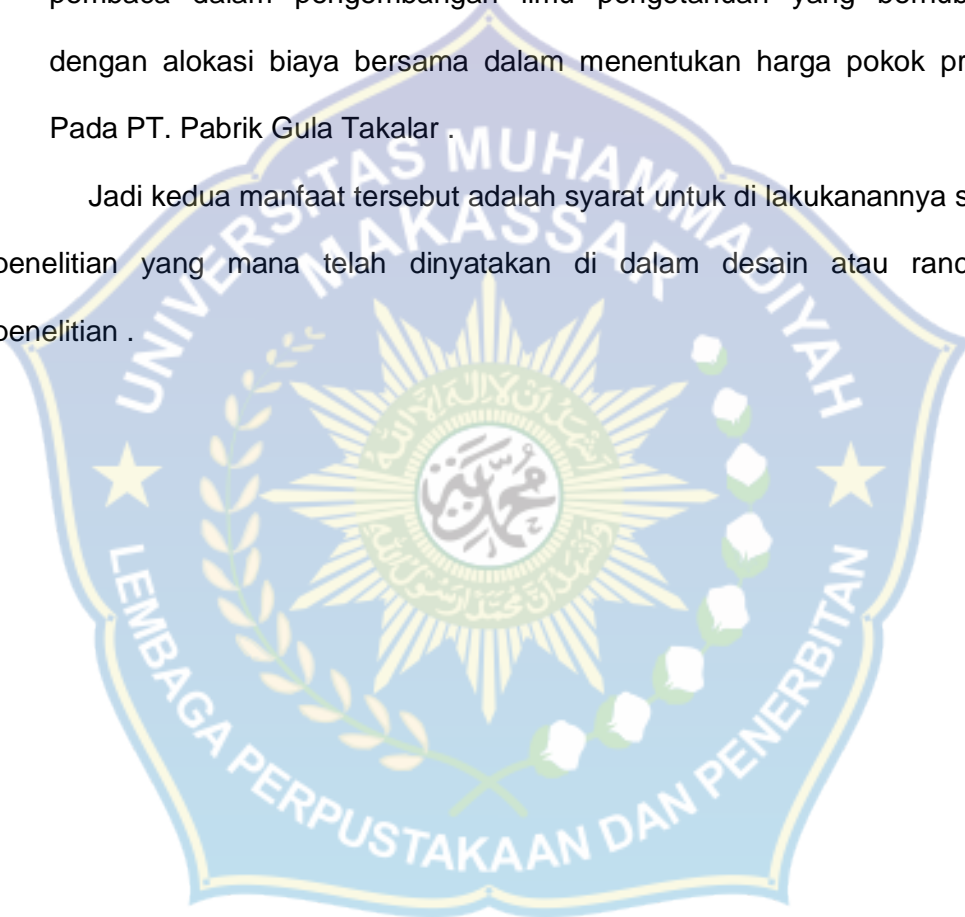 dengan alokasi biaya bersama dalam menentukan harga pokok pr
Pada PT. Pabrik Gula Takalar .
Jadi kedua manfaat tersebut adalah syarat untuk di lakukanannya s
penelitian yang mana telah dinyatakan di dalam desain atau ranc
penelitian .
UNIVERSITAS MUHAMMADIYAH
MAKASSAR
LEMBAGA PERPUSTAKAAN DAN PENERBITAN